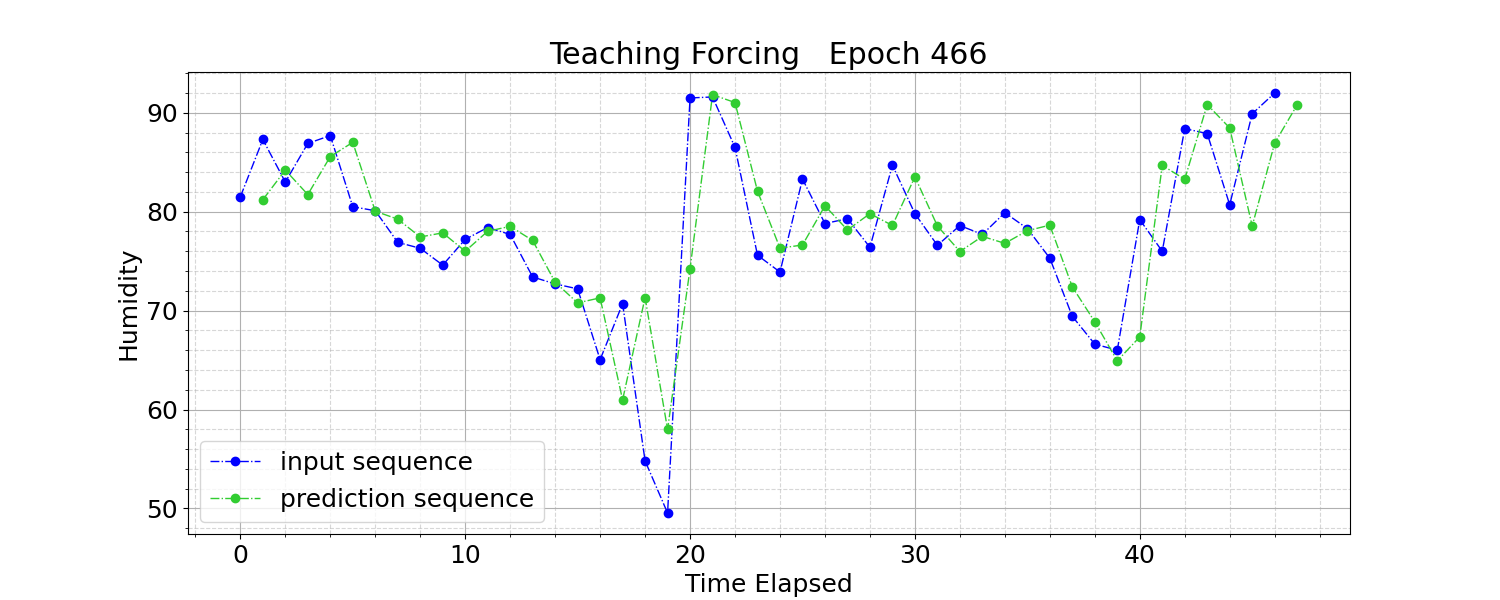 Teaching Forcing   Epoch 466
Humidity
90
80
70
60
50
input sequence
prediction sequence
0 10 20 30 40
Time Elapsed